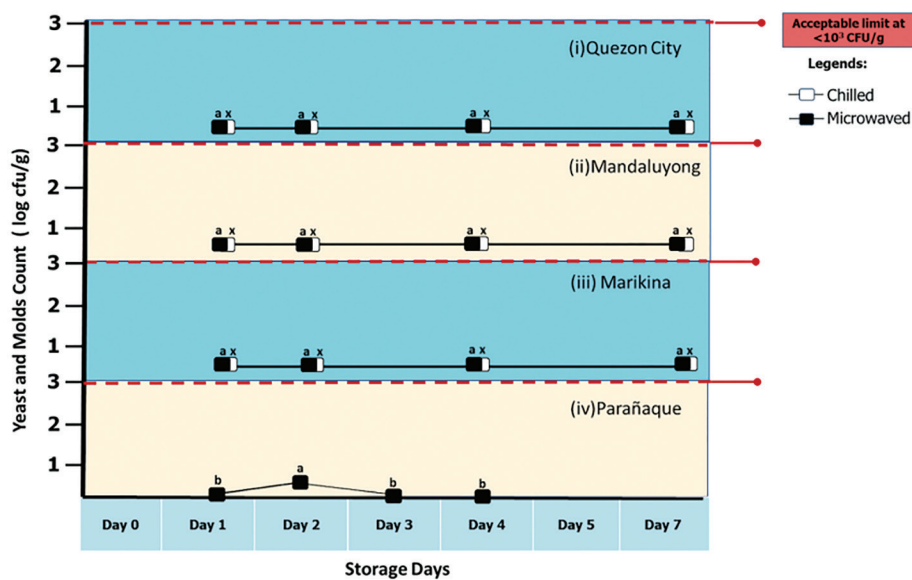 Yeast and Molds Count ( log cfu/g)
3
2
1
(i)Quezon City
a x
a x
a x
a x
3
2
1
(ii)Mandaluyong
a x
a x
a x
a x
3
2
1
(iii) Marikina
a x
a x
a x
a x
3
2
1
(iv)Parañaque
b
a
b
b
Day 0
Day 1
Day 2
Day 3
Day 4
Day 5
Day 7
Storage Days
Acceptable limit at
<10³ CFU/g
Legends:
Chilled
Microwaved